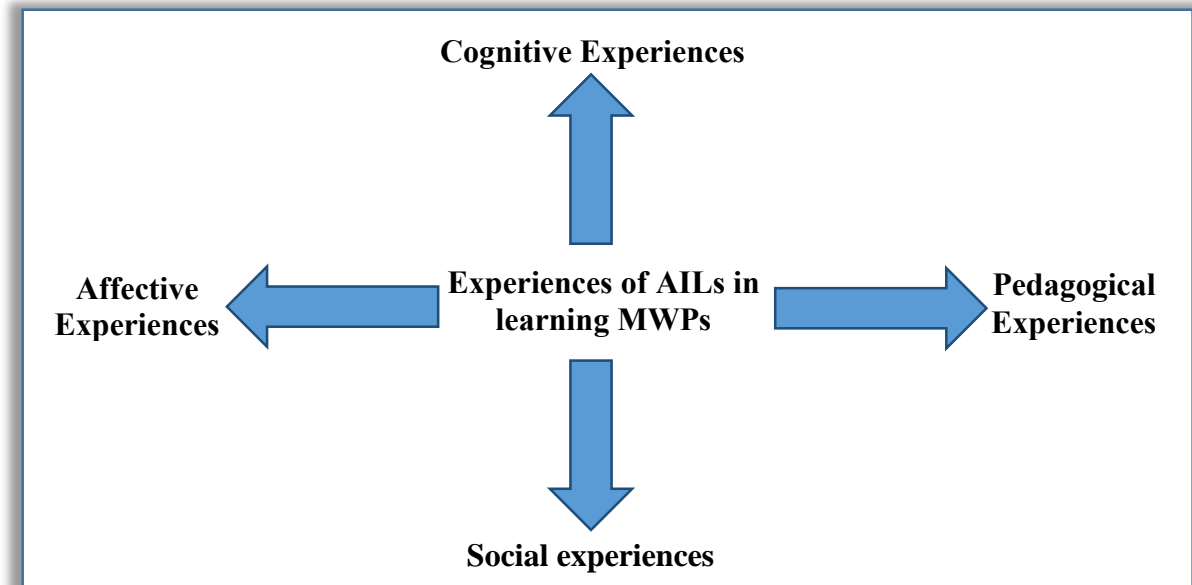 Cognitive Experiences
Affective
Experiences
Experiences of AILs in
learning MWPs
Pedagogical
Experiences
Social experiences